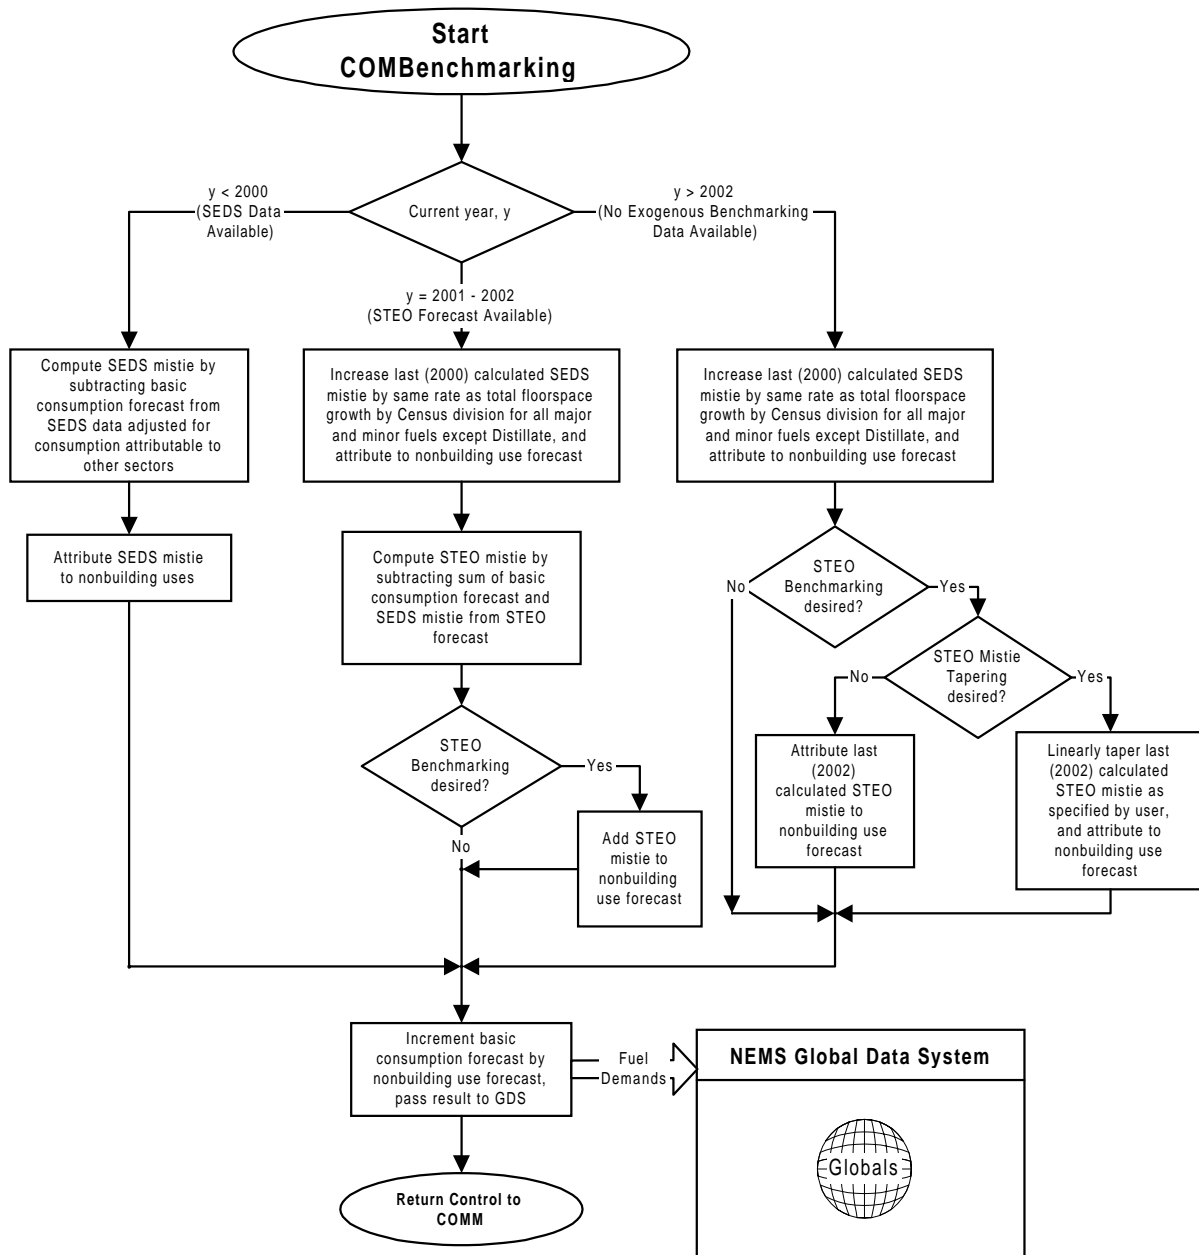 Start
COMBenchmarking
Current year, y
y < 2000
(SEDS Data
Available)
y > 2002
(No Exogenous Benchmarking
Data Available)
y = 2001 - 2002
(STEO Forecast Available)
Compute SEDS mistie by
subtracting basic
consumption forecast from
SEDS data adjusted for
consumption attributable to
other sectors
Attribute SEDS mistie
to nonbuilding uses
Increase last (2000) calculated SEDS
mistie by same rate as total floorspace
growth by Census division for all major
and minor fuels except Distillate, and
attribute to nonbuilding use forecast
Compute STEO mistie by
subtracting sum of basic
consumption forecast and
SEDS mistie from STEO
forecast
STEO
Benchmarking
desired?
Yes
No
Add STEO
mistie to
nonbuilding
use forecast
Increase last (2000) calculated SEDS
mistie by same rate as total floorspace
growth by Census division for all major
and minor fuels except Distillate, and
attribute to nonbuilding use forecast
STEO
Benchmarking
desired?
No
Yes
STEO Mistie
Tapering
desired?
No
Yes
Attribute last
(2002)
calculated STEO
mistie to
nonbuilding use
forecast
Linearly taper last
(2002) calculated
STEO mistie as
specified by user,
and attribute to
nonbuilding use
forecast
Increment basic
consumption forecast by
nonbuilding use forecast,
pass result to GDS
Fuel
Demands
NEMS Global Data System
Globals
Return Control to
COMM